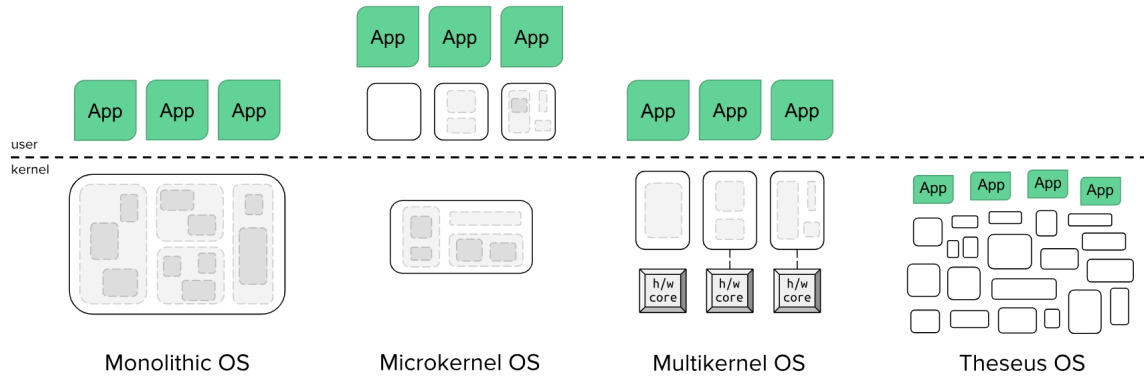 App App App
App App App
App App App
user
kernel
App App App App
h/w core
h/w core
h/w core
Monolithic OS
Microkernel OS
Multikernel OS
Theseus OS